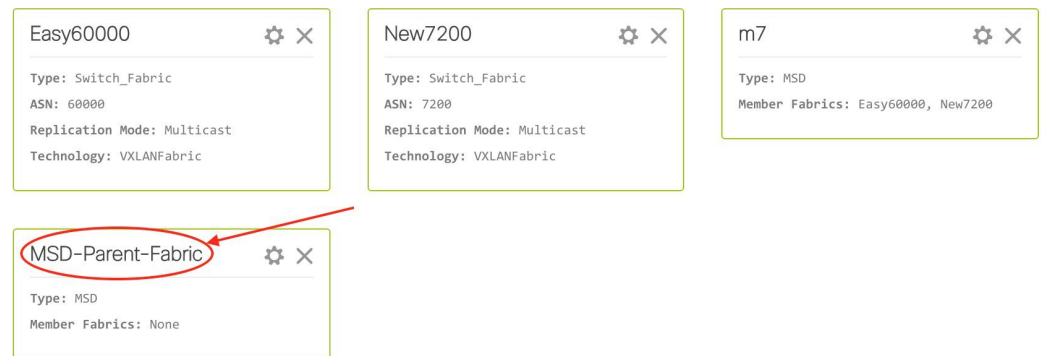 Easy60000
Type: Switch_Fabric
ASN: 60000
Replication Mode: Multicast
Technology: VXLANFabric
New7200
Type: Switch_Fabric
ASN: 7200
Replication Mode: Multicast
Technology: VXLANFabric
m7
Type: MSD
Member Fabrics: Easy60000, New7200
MSD-Parent-Fabric
Type: MSD
Member Fabrics: None